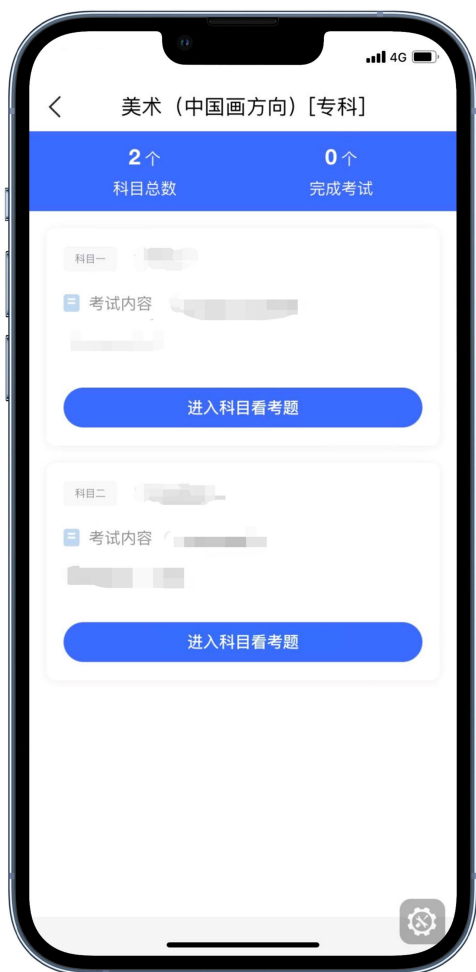 4G
美术（中国画方向）[专科]
2个 0个
科目总数 完成考试
科目一
考试内容
进入科目看考题
科目二
考试内容
进入科目看考题